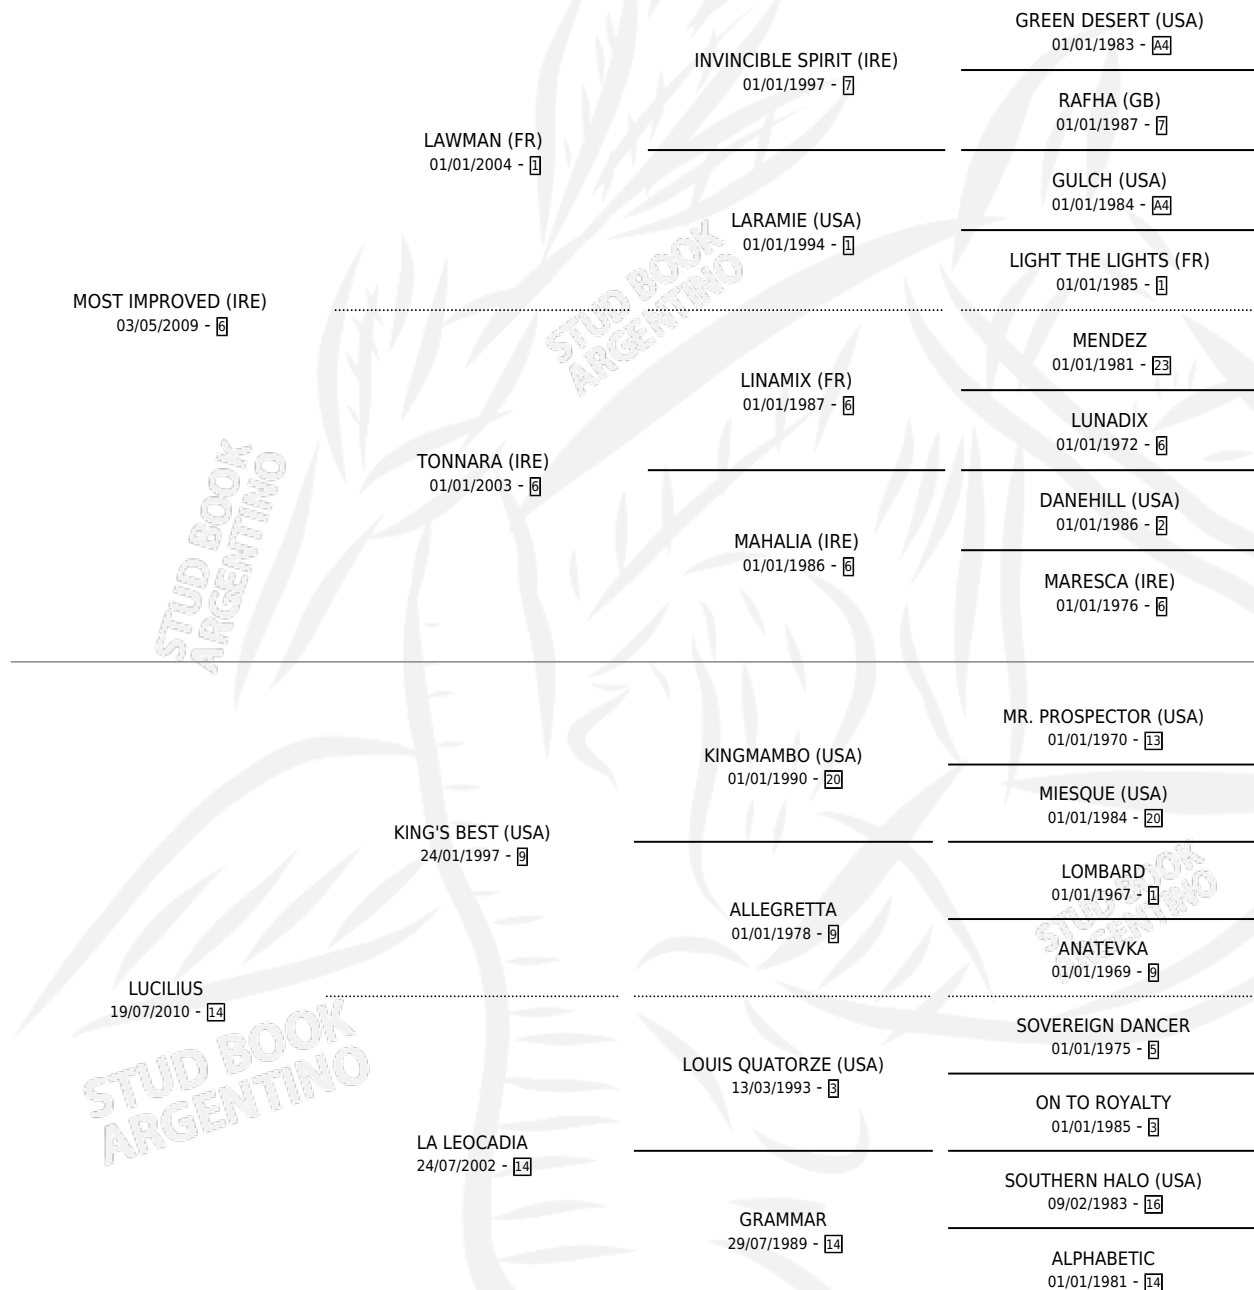 GREEN DESERT (USA)
01/01/1983 - A4
INVINCIBLE SPIRIT (IRE)
01/01/1997 - 7
RAFHA (GB)
01/01/1987 - 7
LAWMAN (FR)
01/01/2004 - 1
GULCH (USA)
01/01/1984 - A4
LARAMIE (USA)
01/01/1994 - 1
LIGHT THE LIGHTS (FR)
01/01/1985 - 1
MOST IMPROVED (IRE)
03/05/2009 - 6
MENDEZ
01/01/1981 - 23
LINAMIX (FR)
01/01/1987 - 6
LUNADIX
01/01/1972 - 6
TONNARA (IRE)
01/01/2003 - 6
DANEHILL (USA)
01/01/1986 - 2
MAHALIA (IRE)
01/01/1986 - 6
MARESCA (IRE)
01/01/1976 - 6
MR. PROSPECTOR (USA)
01/01/1970 - 13
KINGMAMBO (USA)
01/01/1990 - 20
MIESQUE (USA)
01/01/1984 - 20
KING'S BEST (USA)
24/01/1997 - 9
LOMBARD
01/01/1967 - 1
ALLEGRETTA
01/01/1978 - 9
ANATEVKA
01/01/1969 - 9
LUCILIUS
19/07/2010 - 14
SOVEREIGN DANCER
01/01/1975 - 5
LOUIS QUATORZE (USA)
13/03/1993 - 3
ON TO ROYALTY
01/01/1985 - 3
LA LEOCADIA
24/07/2002 - 14
SOUTHERN HALO (USA)
09/02/1983 - 16
GRAMMAR
29/07/1989 - 14
ALPHABETIC
01/01/1981 - 14
STUD BOOK
ARGENTINO
STUD BOOK
ARGENTINO
STUD BOOK
ARGENTINO
STUD BOOK
ARGENTINO